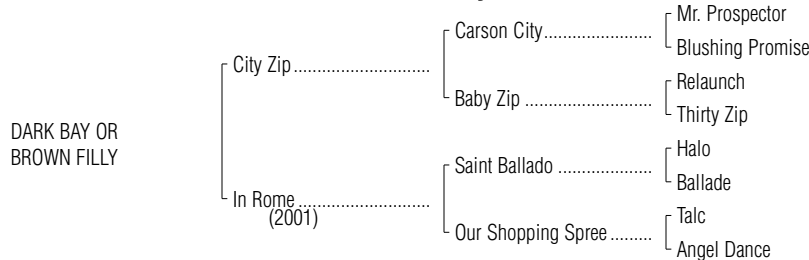 Mr. Prospector
Carson City.......................
Blushing Promise
City Zip.............................
Relaunch
Baby Zip ...........................
Thirty Zip
DARK BAY OR
BROWN FILLY
Halo
Saint Ballado ....................
Ballade
In Rome............................
(2001)
Talc
Our Shopping Spree.........
Angel Dance